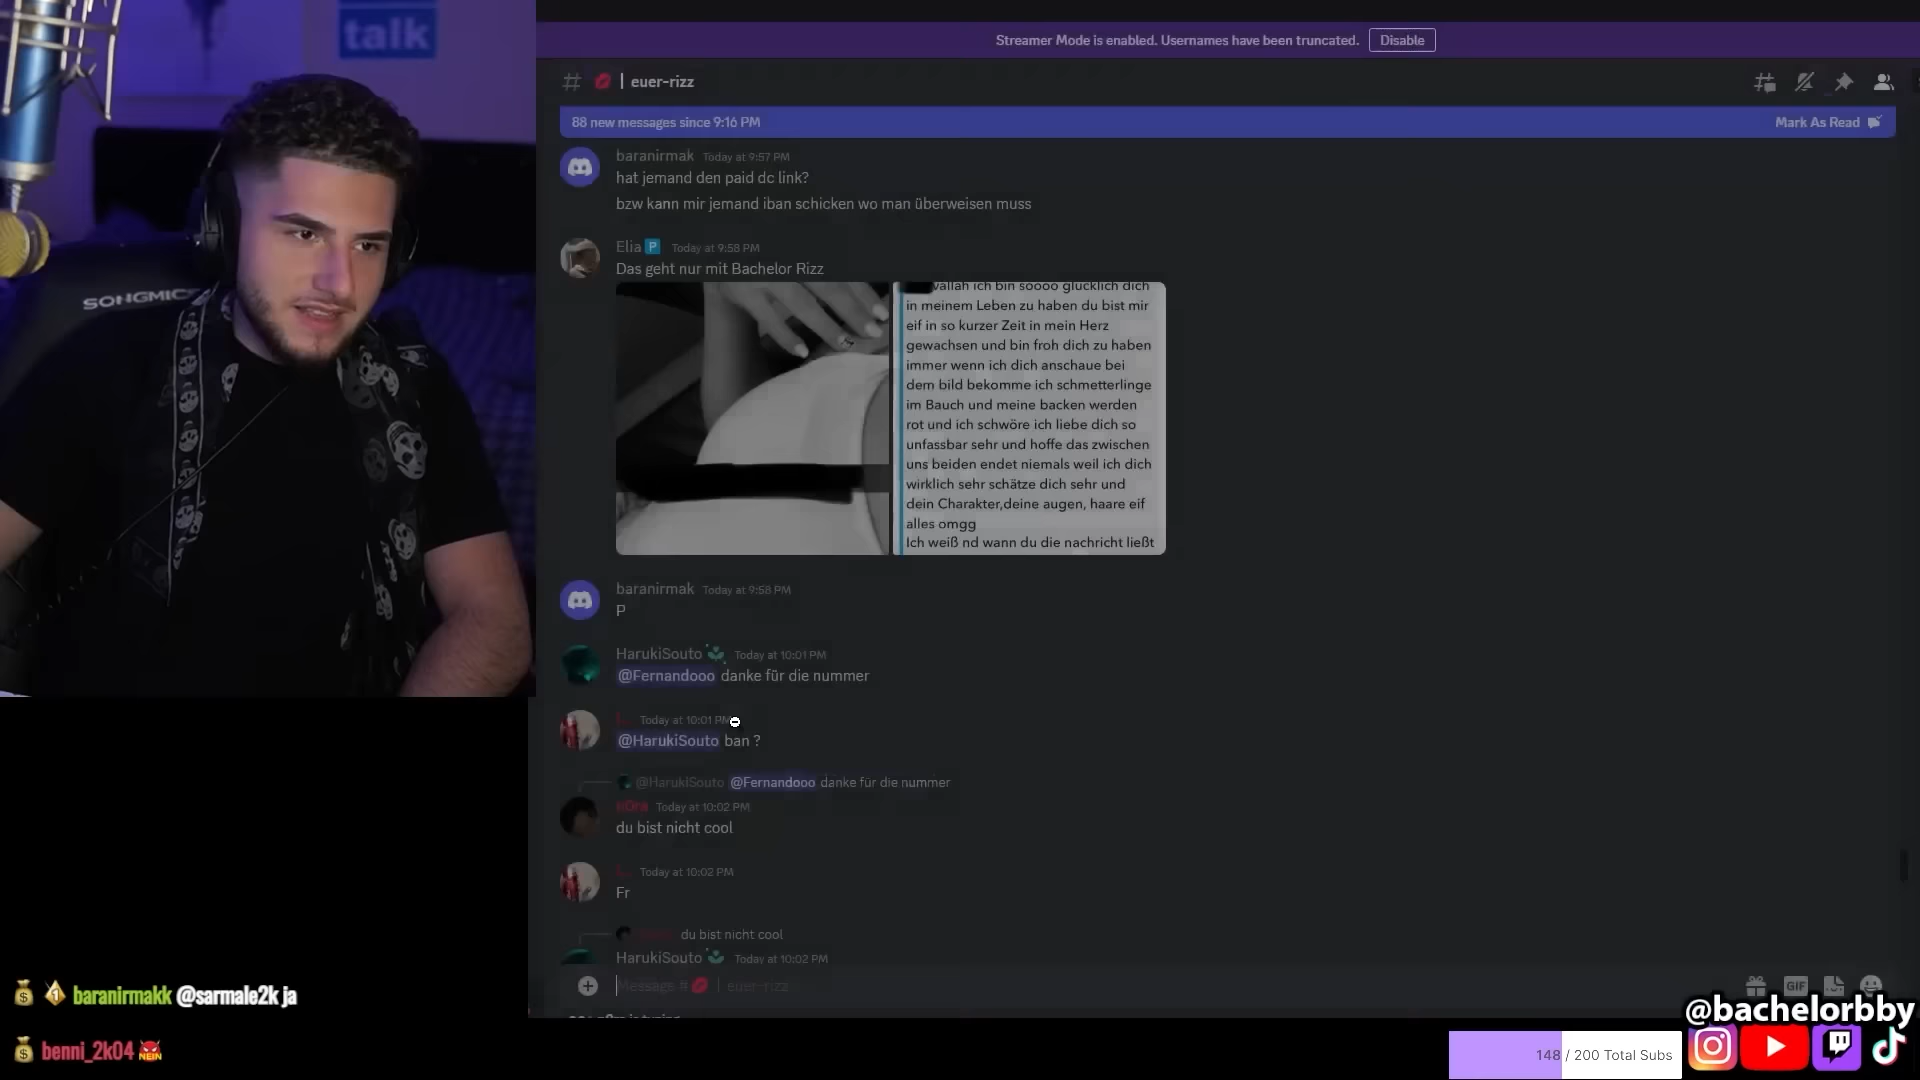 talk
SONGMICS
Streamer Mode is enabled. Usernames have been truncated.
Disable
euer-rizz
88 new messages since 9:16 PM
Mark As Read
baranirmak Today at 9:57 PM
hat jemand den paid dc link?
bzw kann mir jemand iban schicken wo man überweisen muss
Elia P Today at 9:58 PM
Das geht nur mit Bachelor Rizz
vallah ich bin soooo glücklich dich
in meinem Leben zu haben du bist mir
eif in so kurzer Zeit in mein Herz
gewachsen und bin froh dich zu haben
immer wenn ich dich anschaue bei
dem bild bekomme ich schmetterlinge
im Bauch und meine backen werden
rot und ich schwöre ich liebe dich so
unfassbar sehr und hoffe das zwischen
uns beiden endet niemals weil ich dich
wirklich sehr schätze dich sehr und
dein Charakter,deine augen, haare eif
alles omgg
Ich weiß nd wann du die nachricht ließt
baranirmak Today at 9:58 PM
P
HarukiSouto Today at 10:01 PM
@Fernandooo danke für die nummer
Today at 10:01 PM
@HarukiSouto ban ?
@HarukiSouto @Fernandooo danke für die nummer
Today at 10:02 PM
du bist nicht cool
Today at 10:02 PM
Fr
du bist nicht cool
HarukiSouto Today at 10:02 PM
Message # | euer-rizz
GIF
baranirmakk @sarmale2k ja
benni_2k04 NEIN
@bachelorbby
148 / 200 Total Subs